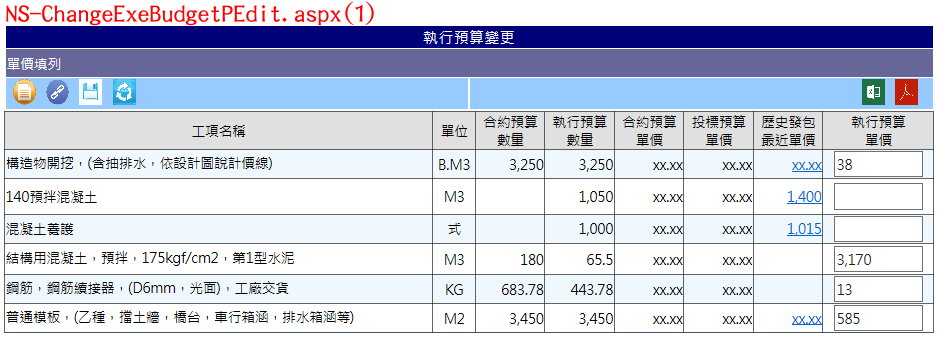 NS-ChangeExeBudgetPEdit.aspx(1)
執行預算變更
單價填列
工項名稱 單位 合約預算數量 執行預算數量 合約預算單價 投標預算單價 歷史發包最近單價 執行預算單價
構造物開挖，(含抽排水，依設計圖說計價線) B.M3 3,250 3,250 xx.xx xx.xx xx.xx 38
140預拌混凝土 M3 1,050 xx.xx xx.xx 1,400
混凝土養護 式 1,000 xx.xx xx.xx 1,015
結構用混凝土，預拌，175kgf/cm2，第1型水泥 M3 180 65.5 xx.xx xx.xx 3,170
鋼筋，鋼筋續接器，(D6mm，光面)，工廠交貨 KG 683.78 443.78 xx.xx xx.xx 13
普通模板，(乙種，擋土牆，橋台，車行箱涵，排水箱涵等) M2 3,450 3,450 xx.xx xx.xx xx.xx 585